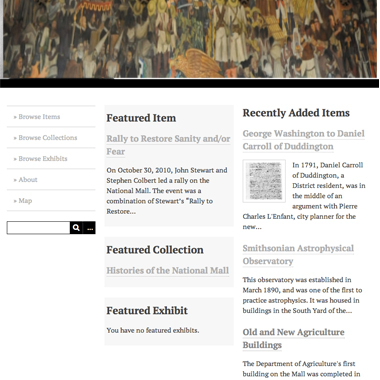 » Browse Items
» Browse Collections
» Browse Exhibits
» About
» Map
...
Featured Item
Rally to Restore Sanity and/or
Fear
On October 30, 2010, John Stewart and
Stephen Colbert led a rally on the
National Mall. The event was a
combination of Stewart's "Rally to
Restore...
Featured Collection
Histories of the National Mall
Featured Exhibit
You have no featured exhibits.
Recently Added Items
George Washington to Daniel
Carroll of Duddington
In 1791, Daniel Carroll
of Duddington, a
District resident, was in
the middle of an
argument with Pierre
Charles L'Enfant, city planner for the
new...
Smithsonian Astrophysical
Observatory
This observatory was established in
March 1890, and was one of the first to
practice astrophysics. It was housed in
buildings in the South Yard of the...
Old and New Agriculture
Buildings
The Department of Agriculture's first
building on the Mall was completed in